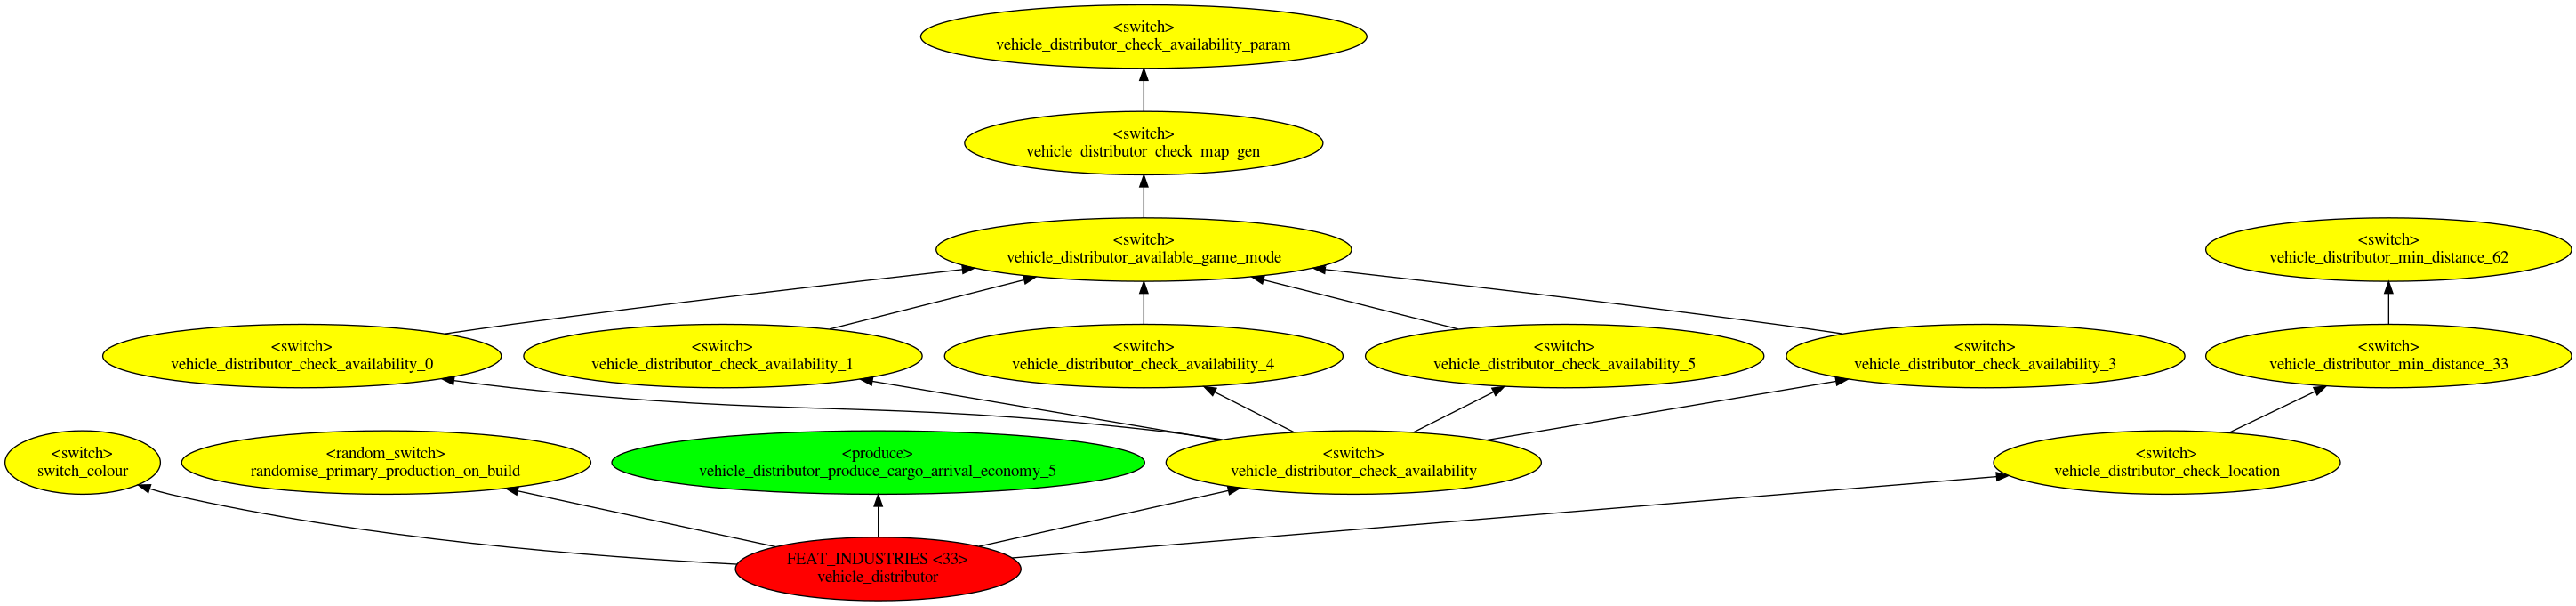 <switch>
vehicle_distributor_check_availability_param
<switch>
vehicle_distributor_check_map_gen
<switch>
vehicle_distributor_available_game_mode
<switch>
vehicle_distributor_min_distance_62
<switch>
vehicle_distributor_check_availability_0
<switch>
vehicle_distributor_check_availability_1
<switch>
vehicle_distributor_check_availability_4
<switch>
vehicle_distributor_check_availability_5
<switch>
vehicle_distributor_check_availability_3
<switch>
vehicle_distributor_min_distance_33
<switch>
switch_colour
<random_switch>
randomise_primary_production_on_build
<produce>
vehicle_distributor_produce_cargo_arrival_economy_5
<switch>
vehicle_distributor_check_availability
<switch>
vehicle_distributor_check_location
FEAT_INDUSTRIES <33>
vehicle_distributor